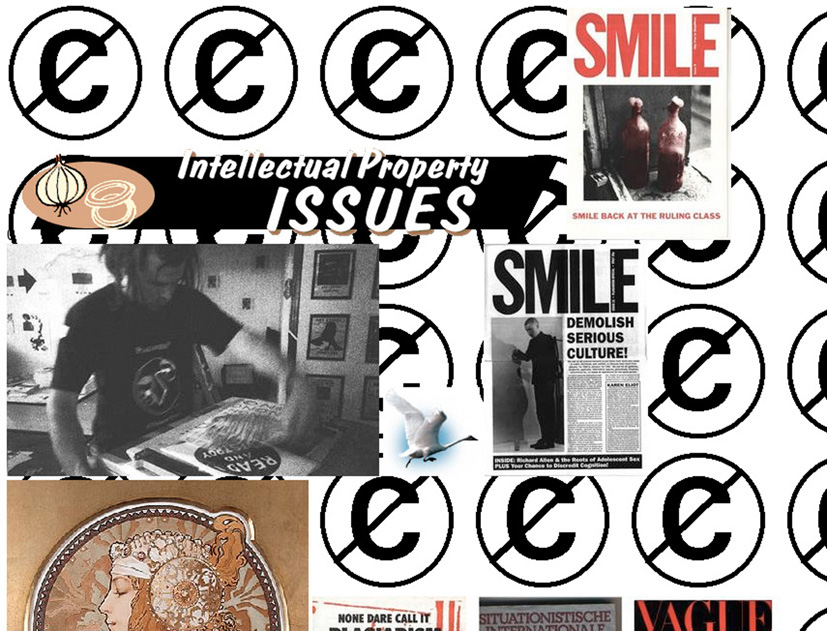 SMILE
SMILE BACK AT THE RULING CLASS
Intellectual Property
ISSUES
SMILE
DEMOLISH
SERIOUS
CULTURE!
KAREN ELIOT
INSIDE: Richard Allen & the Roots of Adolescent Sex
PLUS Your Chance to Discredit Cognition!
READ
AND
NONE DARE CALL IT
PLAGIARISM
SITUATIONISTISCHE
INTERNATIONALE
VAGUE